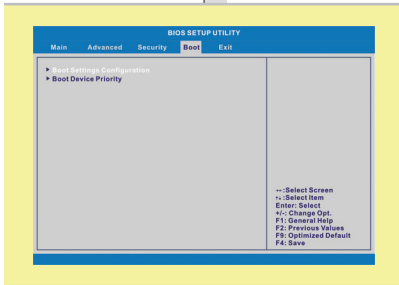 BIOS SETUP UTILITY
Main Advanced Security Boot Exit
▶ Boot Settings Configuration
▶ Boot Device Priority
↔ :Select Screen
↑↓ :Select Item
Enter: Select
+/-: Change Opt.
F1: General Help
F2: Previous Values
F9: Optimized Default
F4: Save